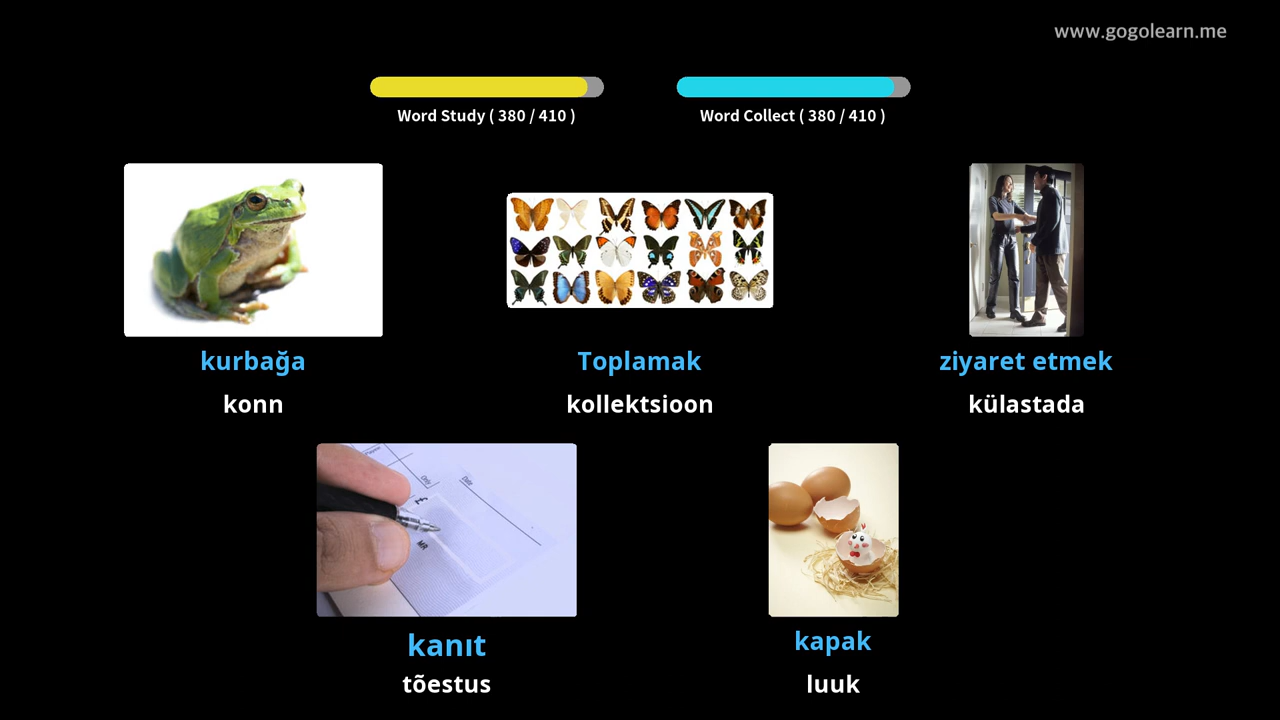 www.gogolearn.me
Word Study ( 380 / 410 )
Word Collect ( 380 / 410 )
kurbağa
Toplamak
ziyaret etmek
konn
kollektsioon
külastada
kanıt
kapak
tõestus
luuk